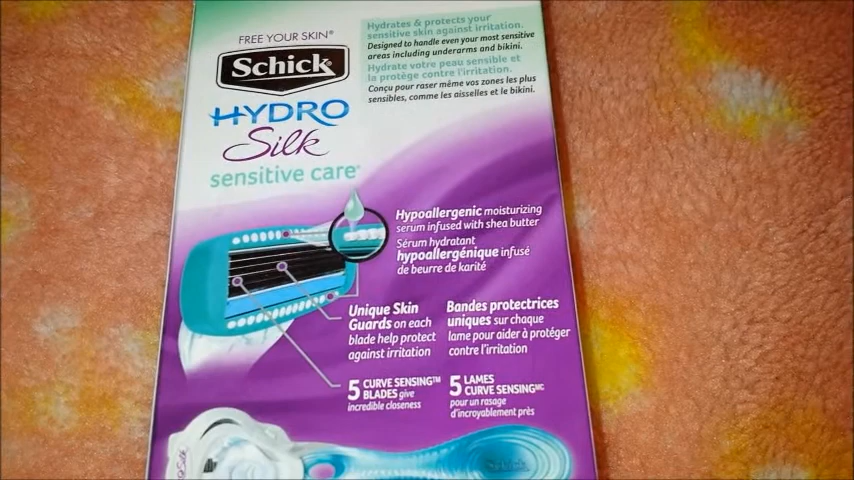 FREE YOUR SKIN®
Schick®
HYDRO
Silk
sensitive care®
Hydrates & protects your
sensitive skin against irritation.
Designed to handle even your most sensitive
areas including underarms and bikini.
Hydrate votre peau sensible et
la protège contre l'irritation.
Conçu pour raser même vos zones les plus
sensibles, comme les aisselles et le bikini.
Hypoallergenic moisturizing
serum infused with shea butter
Sérum hydratant
hypoallergénique infusé
de beurre de karité
Unique Skin
Guards on each
blade help protect
against irritation
Bandes protectrices
uniques sur chaque
lame pour aider à protéger
contre l'irritation
5 CURVE SENSING™
BLADES give
incredible closeness
5 LAMES
CURVE SENSINGMC
pour un rasage
d'incroyablement près
Silk
Schick